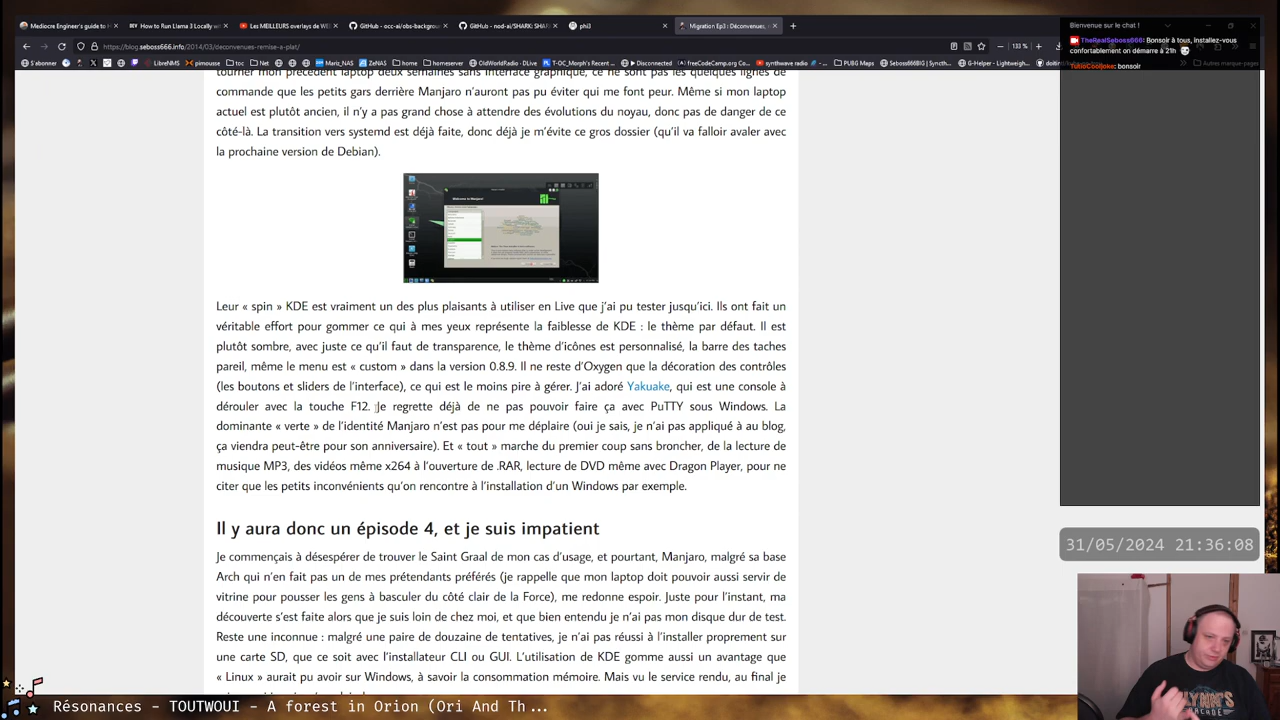 Mediocre Engineer's guide to H
How to Run Llama 3 Locally w
Les MEILLEURS overlays de WE
GitHub - occ-ai/obs-backgroun
GitHub - nod-ai/SHARK: SHARK
phi3
Migration Ep3 : Déconvenues, r
Bienvenue sur le chat !
https://blog.seboss666.info/2014/03/deconvenues-remise-a-plat/
133 %
S'abonner
LibreNMS
pimousse
toc
Net
Mariz_NAS
ZeNAS
Conserver
OldWorldRadio - DLive
T-DOC_Morph's Recent
Disconnected
(freeCodeCamp.org) Con
synthwave radio
PUBG Maps
Seboss666(BIG) | Synth
G-Helper - Lightweigh
Autres marque-pages
TheRealSeboss666: Bonsoir à tous, installez-vous
confortablement on démarre à 21h
TutioCooljoke: bonsoir
tourner mon précédent laptop deux semaines sans interface graphique, ce ne sont pas les quelques lignes de
commande que les petits gars derrière Manjaro n'auront pas pu éviter qui me font peur. Même si mon laptop
actuel est plutôt ancien, il n'y a pas grand chose à attendre des évolutions du noyau, donc pas de danger de ce
côté-là. La transition vers systemd est déjà faite, donc déjà je m'évite ce gros dossier (qu'il va falloir avaler avec
la prochaine version de Debian).
Welcome to Manjaro
Leur « spin » KDE est vraiment un des plus plaisants à utiliser en Live que j'ai pu tester jusqu'ici. Ils ont fait un
véritable effort pour gommer ce qui à mes yeux représente la faiblesse de KDE : le thème par défaut. Il est
plutôt sombre, avec juste ce qu'il faut de transparence, le thème d'icônes est personnalisé, la barre des taches
pareil, même le menu est « custom » dans la version 0.8.9. Il ne reste d'Oxygen que la décoration des contrôles
(les boutons et sliders de l'interface), ce qui est le moins pire à gérer. J'ai adoré Yakuake, qui est une console à
dérouler avec la touche F12. Je regrette déjà de ne pas pouvoir faire ça avec PuTTY sous Windows. La
dominante « verte » de l'identité Manjaro n'est pas pour me déplaire (oui je sais, je n'ai pas appliqué à au blog,
ça viendra peut-être pour son anniversaire). Et « tout » marche du premier coup sans broncher, de la lecture de
musique MP3, des vidéos même x264 à l'ouverture de .RAR, lecture de DVD même avec Dragon Player, pour ne
citer que les petits inconvénients qu'on rencontre à l'installation d'un Windows par exemple.
Il y aura donc un épisode 4, et je suis impatient
Je commençais à désespérer de trouver le Saint Graal de mon cas d'usage, et pourtant, Manjaro, malgré sa base
Arch qui n'en fait pas un de mes prétendants préférés (je rappelle que mon laptop doit pouvoir aussi servir de
vitrine pour pousser les gens à basculer du côté clair de la Force), me redonne espoir. Juste pour l'instant, ma
découverte s'est faite alors que je suis loin de chez moi, et que bien entendu je n'ai pas mon disque dur de test.
Reste une inconnue : malgré une paire de douzaine de tentatives, je n'ai pas réussi à l'installer proprement sur
une carte SD, que ce soit avec l'installateur CLI ou GUI. L'utilisation de KDE gomme aussi un avantage que
« Linux » aurait pu avoir sur Windows, à savoir la consommation mémoire. Mais vu le service rendu, au final je
31/05/2024 21:36:08
FLYNN'S
ARCADE
Résonances - TOUTWOUI - A forest in Orion (Ori And Th ...